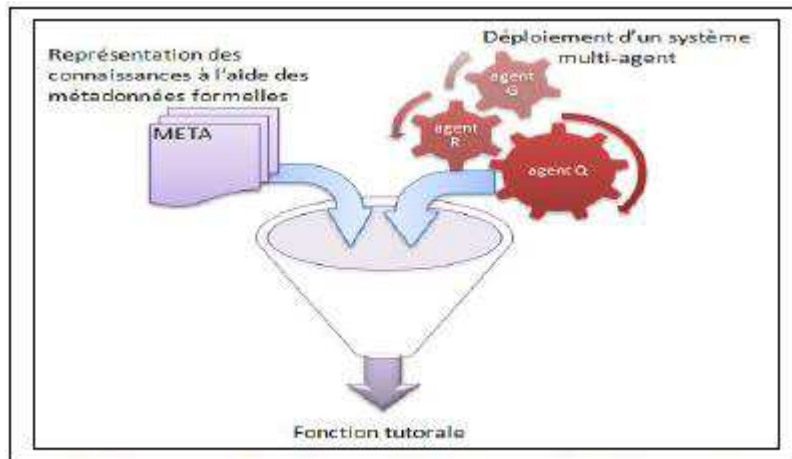 Représentation des
connaissances à l'aide des
métadonnées formelles
META
Déploiement d'un système
multi-agent
agent
G
agent
R
agent Q
Fonction tutorale